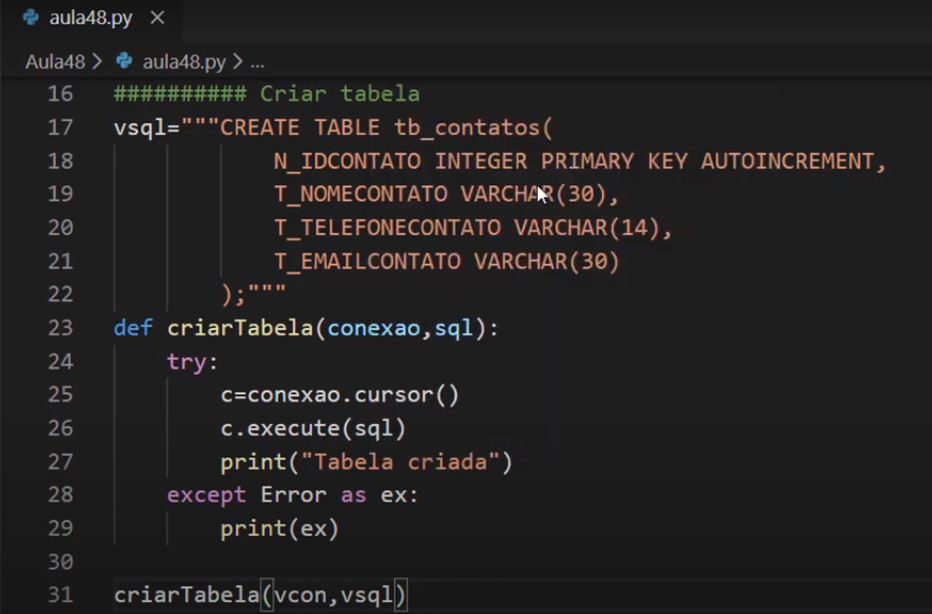 aula48.py ×
Aula48 > aula48.py > ...
16 ########## Criar tabela
17 vsql="""CREATE TABLE tb_contatos(
18 N_IDCONTATO INTEGER PRIMARY KEY AUTOINCREMENT,
19 T_NOMECONTATO VARCHAR(30),
20 T_TELEFONECONTATO VARCHAR(14),
21 T_EMAILCONTATO VARCHAR(30)
22 );"""
23 def criarTabela(conexao,sql):
24 try:
25 c=conexao.cursor()
26 c.execute(sql)
27 print("Tabela criada")
28 except Error as ex:
29 print(ex)
30
31 criarTabela(vcon,vsql)